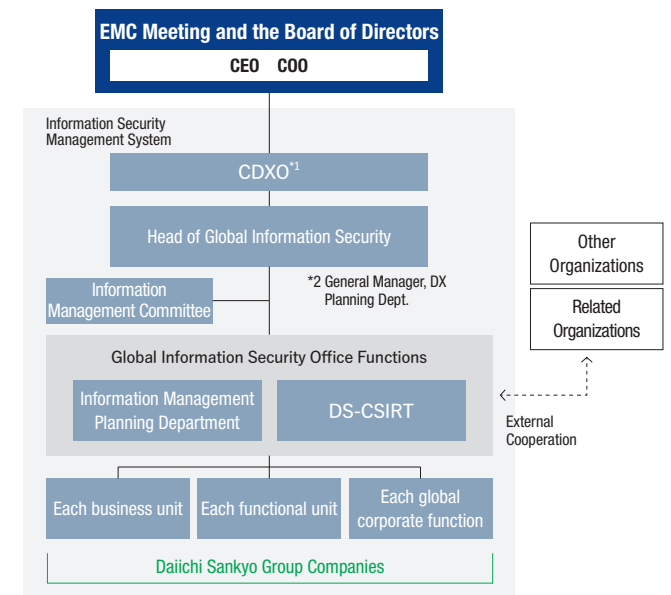 EMC Meeting and the Board of Directors
CEO COO
Information Security
Management System
CDXO*1
Head of Global Information Security
*2 General Manager, DX
Planning Dept.
Information
Management Committee
Other
Organizations
Related
Organizations
Global Information Security Office Functions
Information Management
Planning Department
DS-CSIRT
External
Cooperation
Each business unit
Each functional unit
Each global
corporate function
Daiichi Sankyo Group Companies